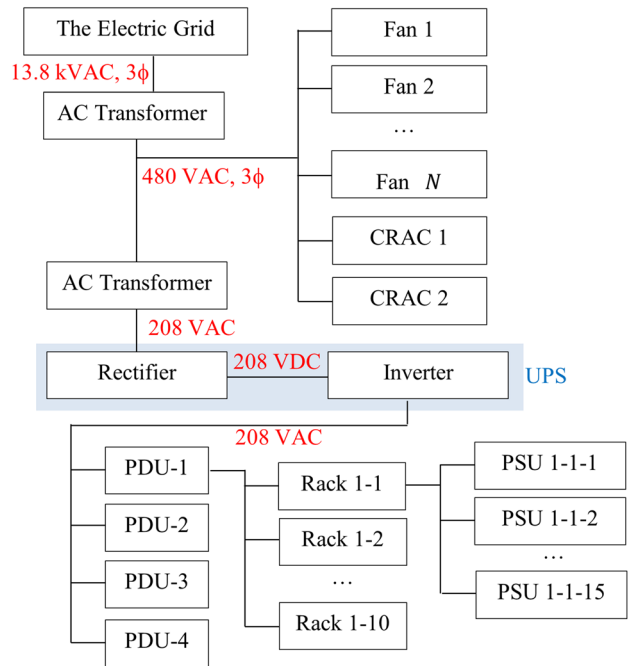 The Electric Grid
13.8 kVAC, 3ϕ
AC Transformer
480 VAC, 3ϕ
Fan 1
Fan 2
…
Fan N
CRAC 1
CRAC 2
AC Transformer
208 VAC
Rectifier
208 VDC
Inverter
UPS
208 VAC
PDU-1
PDU-2
PDU-3
PDU-4
Rack 1-1
Rack 1-2
…
Rack 1-10
PSU 1-1-1
PSU 1-1-2
…
PSU 1-1-15